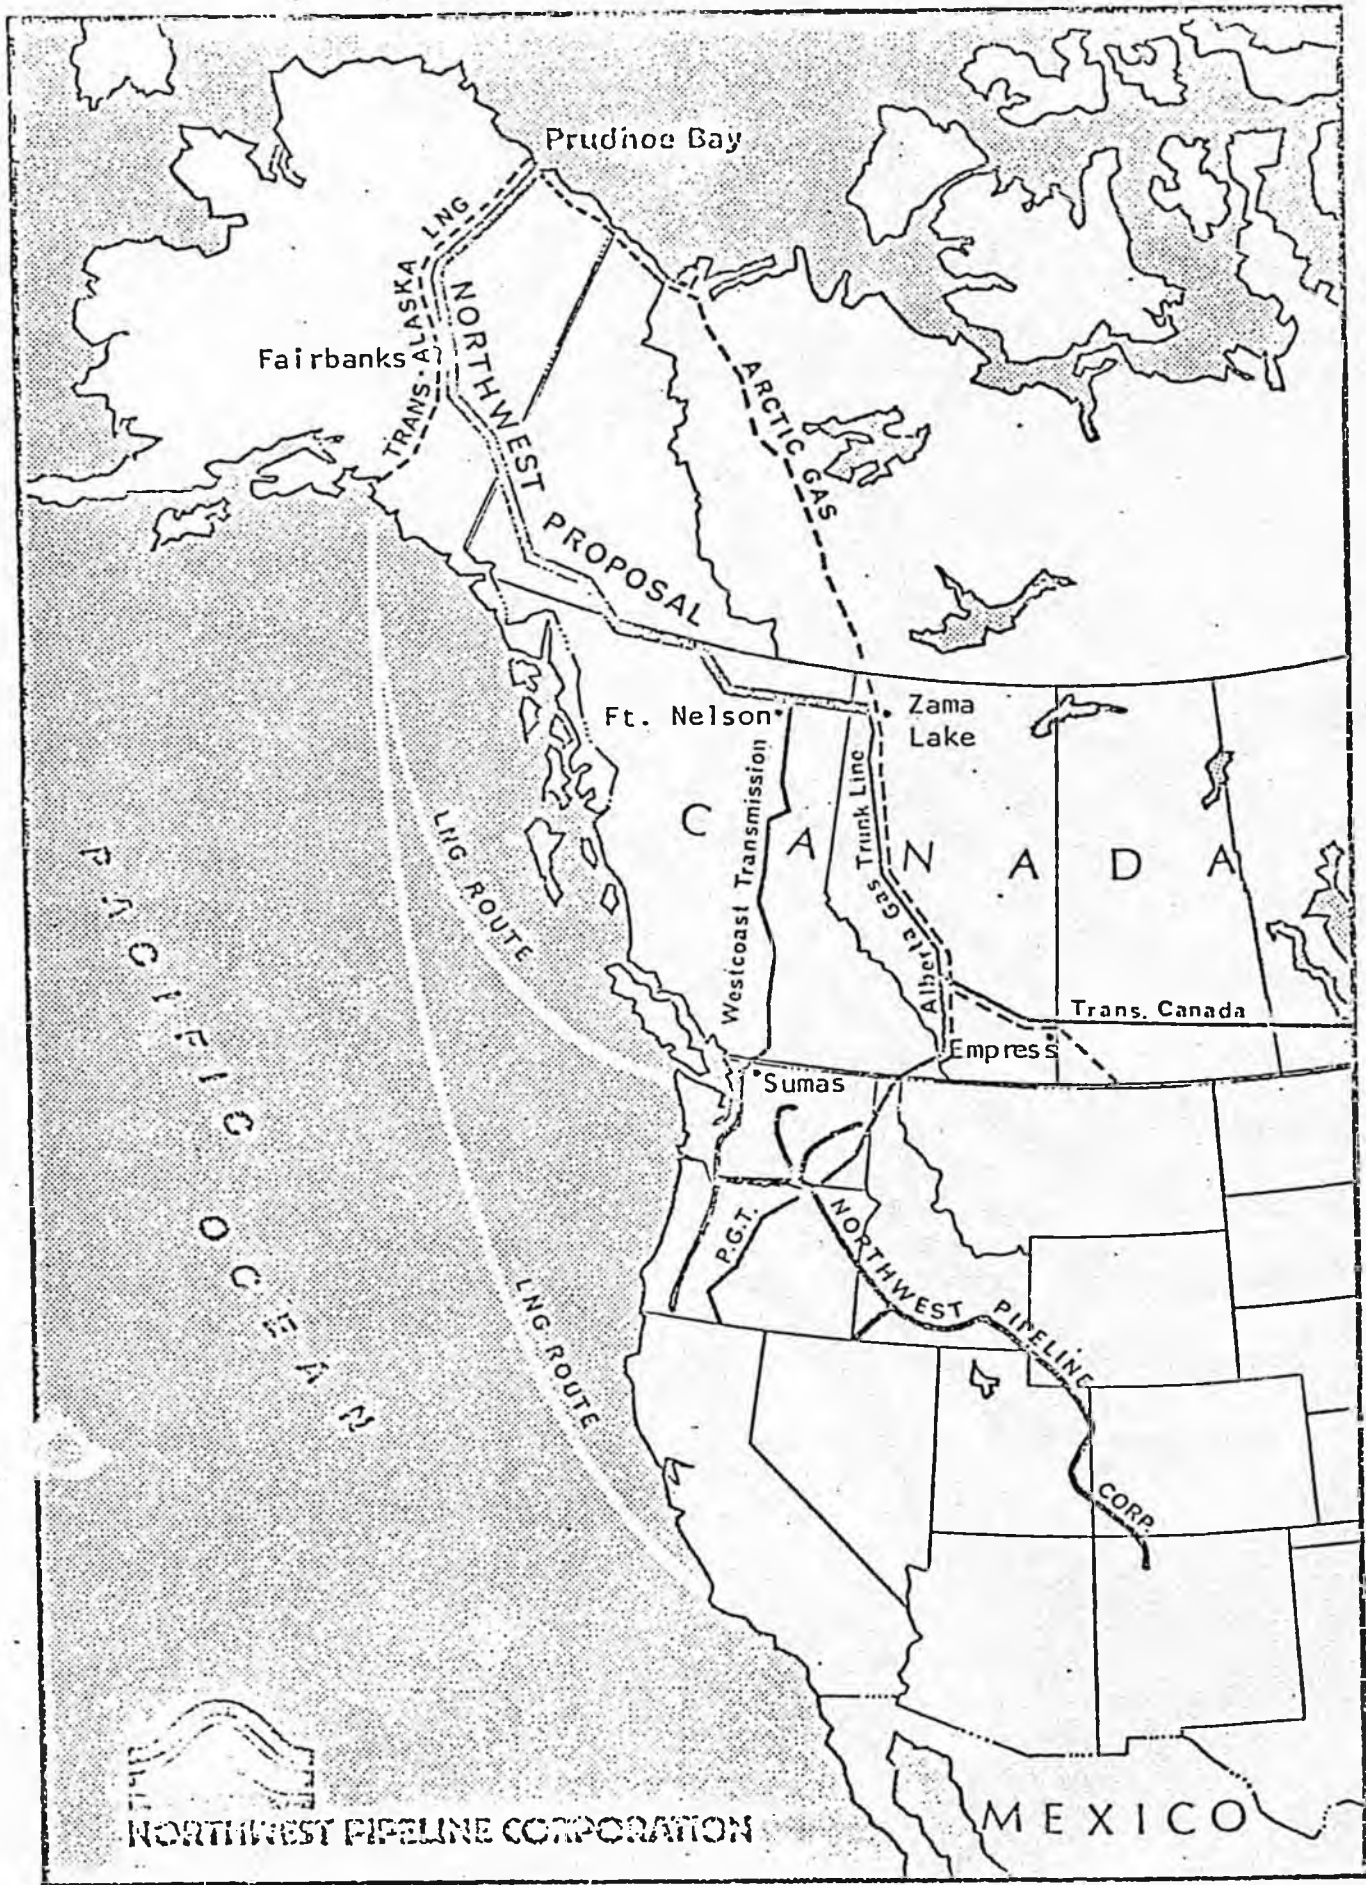 Prudhoe Bay
TRANS-ALASKA LNG
Fairbanks
NORTHWEST PROPOSAL
ARCTIC GAS
Ft. Nelson
Zama
Lake
Westcoast Transmission
Alberta Gas Trunk Line
CANADA
LNG ROUTE
PACIFIC OCEAN
Trans. Canada
Empress
Sumas
P.G.T.
NORTHWEST PIPELINE CORP.
LNG ROUTE
MEXICO
NORTHWEST PIPELINE CORPORATION